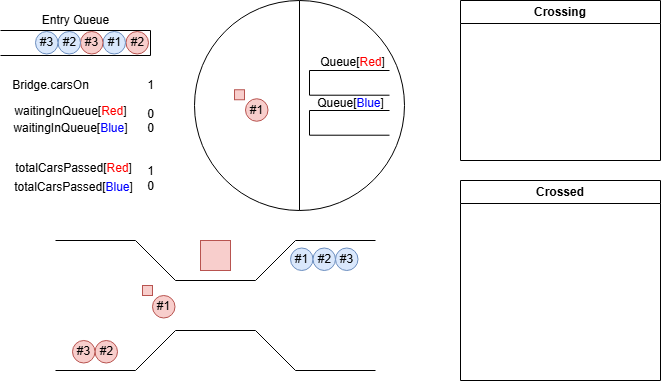 Entry Queue
#3 #2 #3 #1 #2
Bridge.carsOn 1
waitingInQueue[Red] 0
waitingInQueue[Blue] 0
totalCarsPassed[Red] 1
totalCarsPassed[Blue] 0
#1
Queue[Red]
Queue[Blue]
Crossing
Crossed
#1 #2 #3
#1
#3 #2